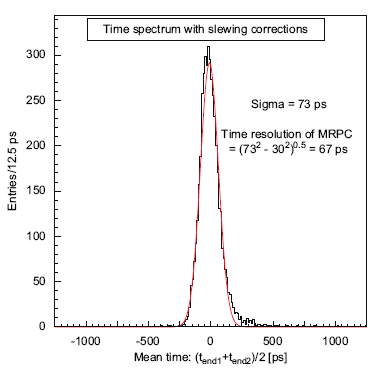 Time spectrum with slewing corrections
300
250
200
150
100
50
0
Entries/12.5 ps
Sigma = 73 ps
Time resolution of MRPC
= (73² - 30²)⁰·⁵ = 67 ps
-1000 -500 0 500 1000
Mean time: (tend1+tend2)/2 [ps]